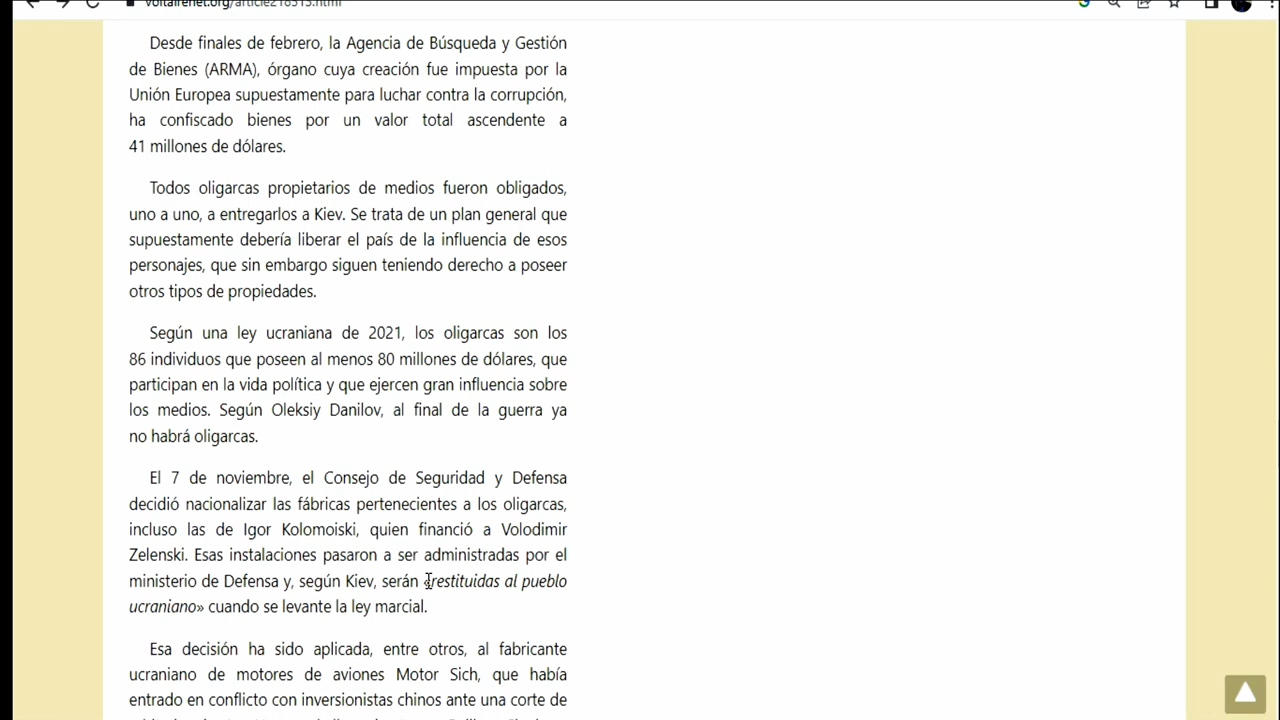 voltairenet.org/article218513.html
Desde finales de febrero, la Agencia de Búsqueda y Gestión
de Bienes (ARMA), órgano cuya creación fue impuesta por la
Unión Europea supuestamente para luchar contra la corrupción,
ha confiscado bienes por un valor total ascendente a
41 millones de dólares.
Todos oligarcas propietarios de medios fueron obligados,
uno a uno, a entregarlos a Kiev. Se trata de un plan general que
supuestamente debería liberar el país de la influencia de esos
personajes, que sin embargo siguen teniendo derecho a poseer
otros tipos de propiedades.
Según una ley ucraniana de 2021, los oligarcas son los
86 individuos que poseen al menos 80 millones de dólares, que
participan en la vida política y que ejercen gran influencia sobre
los medios. Según Oleksiy Danilov, al final de la guerra ya
no habrá oligarcas.
El 7 de noviembre, el Consejo de Seguridad y Defensa
decidió nacionalizar las fábricas pertenecientes a los oligarcas,
incluso las de Igor Kolomoiski, quien financió a Volodimir
Zelenski. Esas instalaciones pasaron a ser administradas por el
ministerio de Defensa y, según Kiev, serán «restituidas al pueblo
ucraniano» cuando se levante la ley marcial.
Esa decisión ha sido aplicada, entre otros, al fabricante
ucraniano de motores de aviones Motor Sich, que había
entrado en conflicto con inversionistas chinos ante una corte de